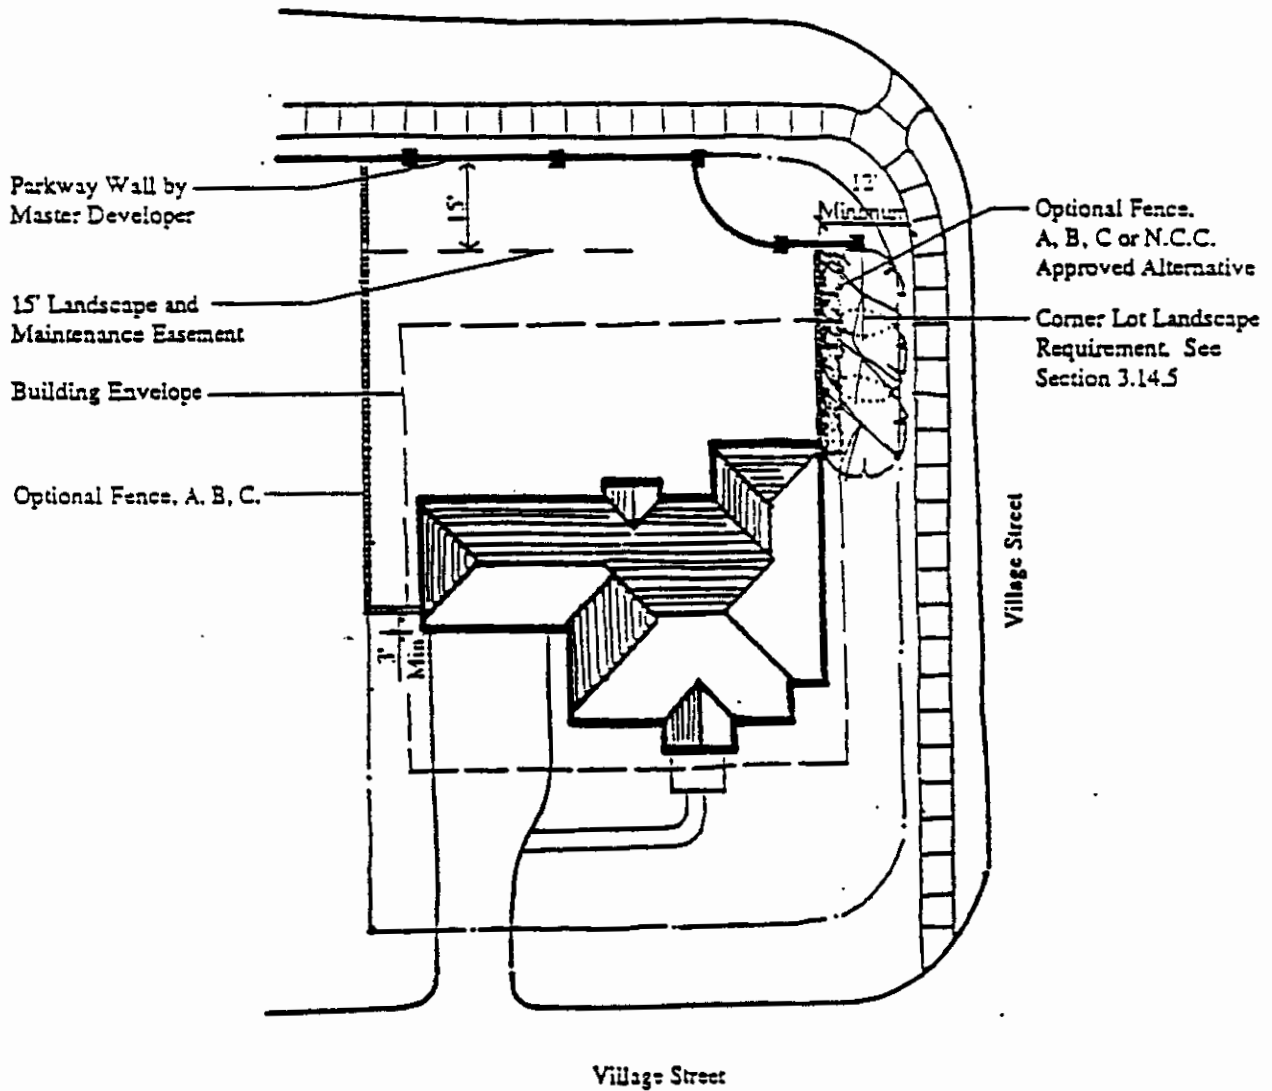 Parkway Wall by
Master Developer
15'
12'
Minimum
Optional Fence,
A, B, C or N.C.C.
Approved Alternative
15' Landscape and
Maintenance Easement
Corner Lot Landscape
Requirement. See
Section 3.14.5
Building Envelope
Optional Fence, A. B, C.
Village Street
3'
Min
Village Street